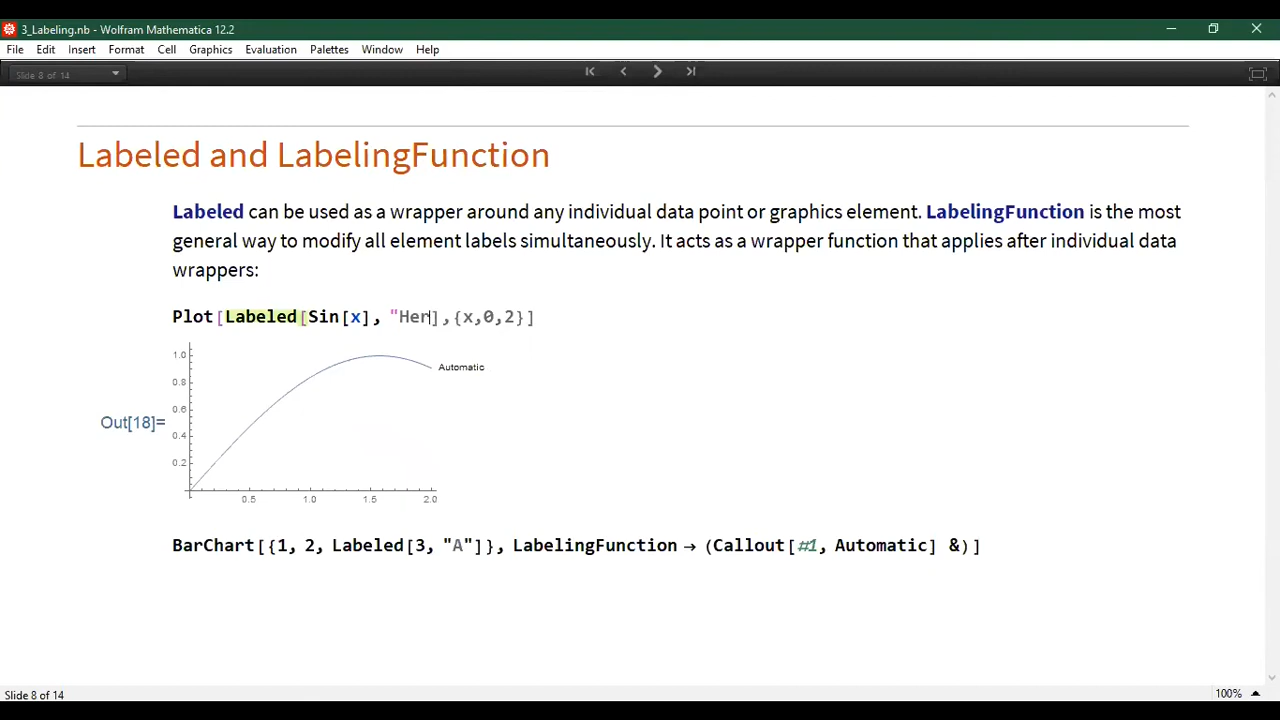 3_Labeling.nb - Wolfram Mathematica 12.2
File Edit Insert Format Cell Graphics Evaluation Palettes Window Help
Slide 8 of 14
Labeled and LabelingFunction
Labeled can be used as a wrapper around any individual data point or graphics element. LabelingFunction is the most
general way to modify all element labels simultaneously. It acts as a wrapper function that applies after individual data
wrappers:
Plot[Labeled[Sin[x], "Her],{x,0,2}]
1.0
0.8
0.6
0.4
0.2
Automatic
Out[18]=
0.5 1.0 1.5 2.0
BarChart[{1, 2, Labeled[3, "A"]}, LabelingFunction → (Callout[#1, Automatic] &)]
Slide 8 of 14
100%